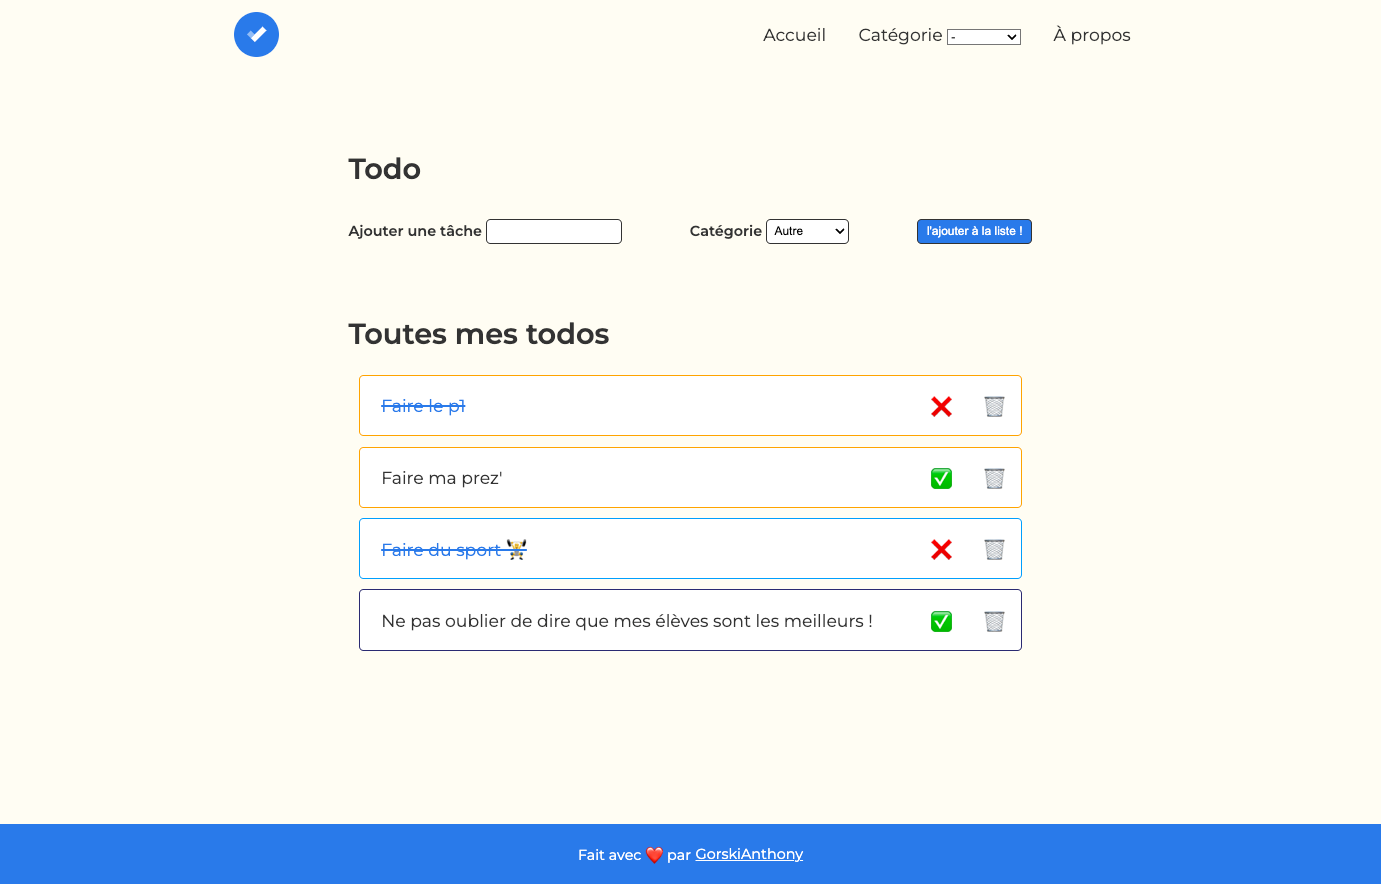 Accueil Catégorie - À propos
Todo
Ajouter une tâche Catégorie Autre l'ajouter à la liste !
Toutes mes todos
Faire le p1
Faire ma prez'
Faire du sport 🏋️
Ne pas oublier de dire que mes élèves sont les meilleurs !
Fait avec ❤️ par GorskiAnthony